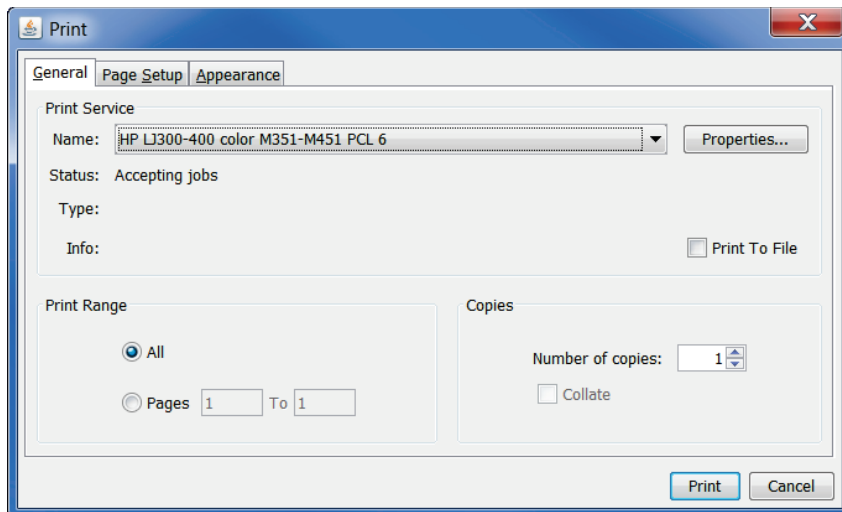 Print
X
General Page Setup Appearance
Print Service
Name: HP LJ300-400 color M351-M451 PCL 6 Properties...
Status: Accepting jobs
Type:
Info: Print To File
Print Range Copies
All
Number of copies: 1
Pages 1 To 1 Collate
Print Cancel